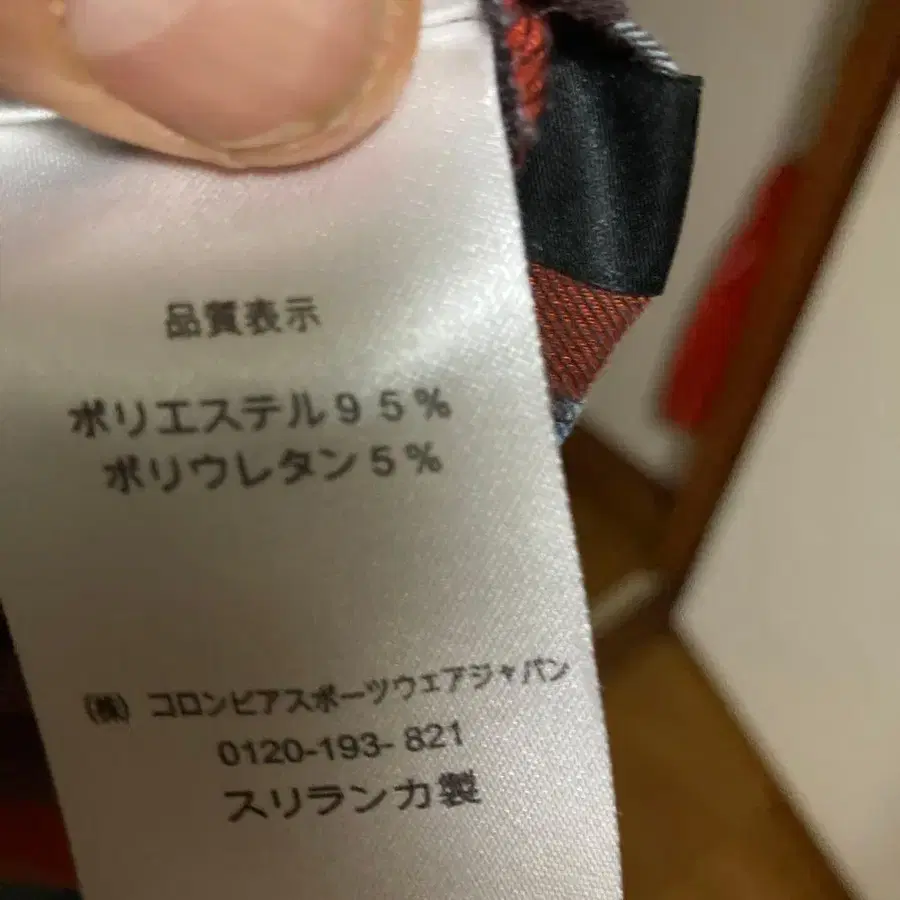 品質表示
ポリエステル95%
ポリウレタン5%
(株) コロンビアスポーツウェアジャパン
0120-193- 821
スリランカ製